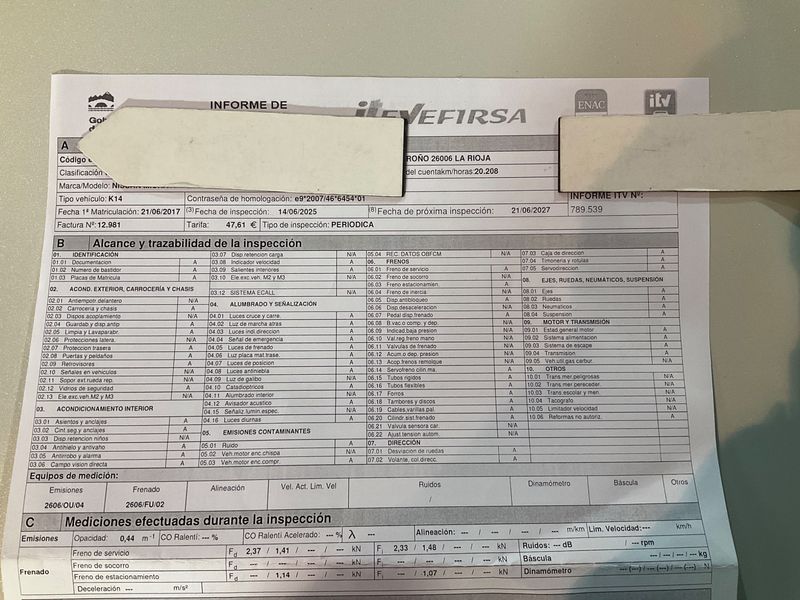 INFORME DE
iTEVEFIRSA
ENAC
itv
A
Código
ROÑO 26006 LA RIOJA
Clasificación
del cuentakm/horas: 20.208
Marca/Modelo:
Tipo vehículo: K14
Contraseña de homologación: e9*2007/46*6454*01
INFORME ITV Nº:
789.539
Fecha 1ª Matriculación: 21/06/2017
(3) Fecha de inspección: 14/06/2025
(8) Fecha de próxima inspección: 21/06/2027
Factura Nº: 12.981
Tarifa: 47,61 €
Tipo de inspección: PERIODICA
B Alcance y trazabilidad de la inspección
01. IDENTIFICACIÓN
01.01 Documentacion A
01.02 Numero de bastidor A
01.03 Placas de Matricula A
02. ACOND. EXTERIOR, CARROCERÍA Y CHASIS
02.01 Antiempotr.delantero N/A
02.02 Carroceria y chasis A
02.03 Dispos acoplamiento N/A
02.04 Guardab y disp.antip A
02.05 Limpia y Lavaparabr. A
02.06 Protecciones latera. N/A
02.07 Proteccion trasera A
02.08 Puertas y peldaños A
02.09 Retrovisores A
02.10 Señales en vehiculos N/A
02.11 Sopor.ext.rueda rep. N/A
02.12 Vidrios de seguridad A
02.13 Ele.exc.veh.M2 y M3 N/A
03. ACONDICIONAMIENTO INTERIOR
03.01 Asientos y anclajes A
03.02 Cint.seg.y anclajes A
03.03 Disp retencion niños N/A
03.04 Antihielo y antivaho A
03.05 Antirrobo y alarma A
03.06 Campo vision directa A
03.07 Disp.retencion carga N/A
03.08 Indicador velocidad A
03.09 Salientes interiores A
03.10 Ele.exc.veh. M2 y M3 N/A
03.12 SISTEMA ECALL N/A
04. ALUMBRADO Y SEÑALIZACIÓN
04.01 Luces cruce y carre. A
04.02 Luz de marcha atras A
04.03 Luces indi.direccion A
04.04 Señal de emergencia A
04.05 Luces de frenado A
04.06 Luz placa mat.trase. A
04.07 Luces de posicion A
04.08 Luces antiniebla A
04.09 Luz de galibo N/A
04.10 Catadioptricos A
04.11 Alumbrado interior N/A
04.12 Avisador acustico A
04.15 Señaliz.lumin.espec. N/A
04.16 Luces diurnas A
05. EMISIONES CONTAMINANTES
05.01 Ruido A
05.02 Veh.motor enc.chispa N/A
05.03 Veh.motor enc.compr. A
05.04 REC. DATOS OBFCM N/A
06. FRENOS
06.01 Freno de servicio A
06.02 Freno de socorro N/A
06.03 Freno estacionamien. A
06.04 Freno de inercia N/A
06.05 Disp.antibloqueo A
06.06 Disp.desaceleracion N/A
06.07 Pedal disp.frenado A
06.08 B.vac.o comp. y dep. N/A
06.09 Indicad.baja presion N/A
06.10 Val.reg.freno mano N/A
06.11 Valvulas de frenado N/A
06.12 Acum.o dep. presion N/A
06.13 Acop.frenos remolque N/A
06.14 Servofreno cilin.ma. A
06.15 Tubos rigidos A
06.16 Tubos flexibles A
06.17 Forros A
06.18 Tambores y discos A
06.19 Cables,varillas,pal. A
06.20 Cilindr.sist.frenado A
06.21 Valvula sensora car. N/A
06.22 Ajust tension autom. N/A
07. DIRECCIÓN
07.01 Desviacion de ruedas A
07.02 Volante, col.direcc. A
07.03 Caja de direccion A
07.04 Timoneria y rotulas A
07.05 Servodireccion A
08. EJES, RUEDAS, NEUMÁTICOS, SUSPENSIÓN
08.01 Ejes A
08.02 Ruedas A
08.03 Neumaticos A
08.04 Suspension A
09. MOTOR Y TRANSMISIÓN
09.01 Estad.general motor A
09.02 Sistema alimentacion A
09.03 Sistema de escape A
09.04 Transmision A
09.05 Veh.util.gas carbur. N/A
10. OTROS
10.01 Trans.mer.peligrosas N/A
10.02 Trans.mer.pereceder. N/A
10.03 Trans.escolar y men. N/A
10.04 Tacografo N/A
10.05 Limitador velocidad N/A
10.06 Reformas no autoriz. A
Equipos de medición:
Emisiones Frenado Alineación Vel. Act. Lim. Vel Ruidos Dinamómetro Báscula Otros
2606/OU/04 2606/FU/02 /
C Mediciones efectuadas durante la inspección
Emisiones Opacidad: 0,44 m-1 CO Ralentí: --- % CO Ralentí Acelerado: --- % λ --- Alineación: --- / --- / --- / --- m/km Lim. Velocidad: --- km/h
Frenado
Freno de servicio Fd 2,37 / 1,41 / --- / --- kN Fi 2,33 / 1,48 / --- / --- kN Ruidos: --- dB / --- rpm
Freno de socorro Fd --- / --- / --- / --- kN Fi --- / --- / --- / --- kN Báscula --- / --- / --- / --- kg
Freno de estacionamiento Fd --- / 1,14 / --- / --- kN Fi --- / 1,07 / --- / --- kN Dinamómetro --- (---) / --- (---) / --- (---) N
Deceleración --- m/s²